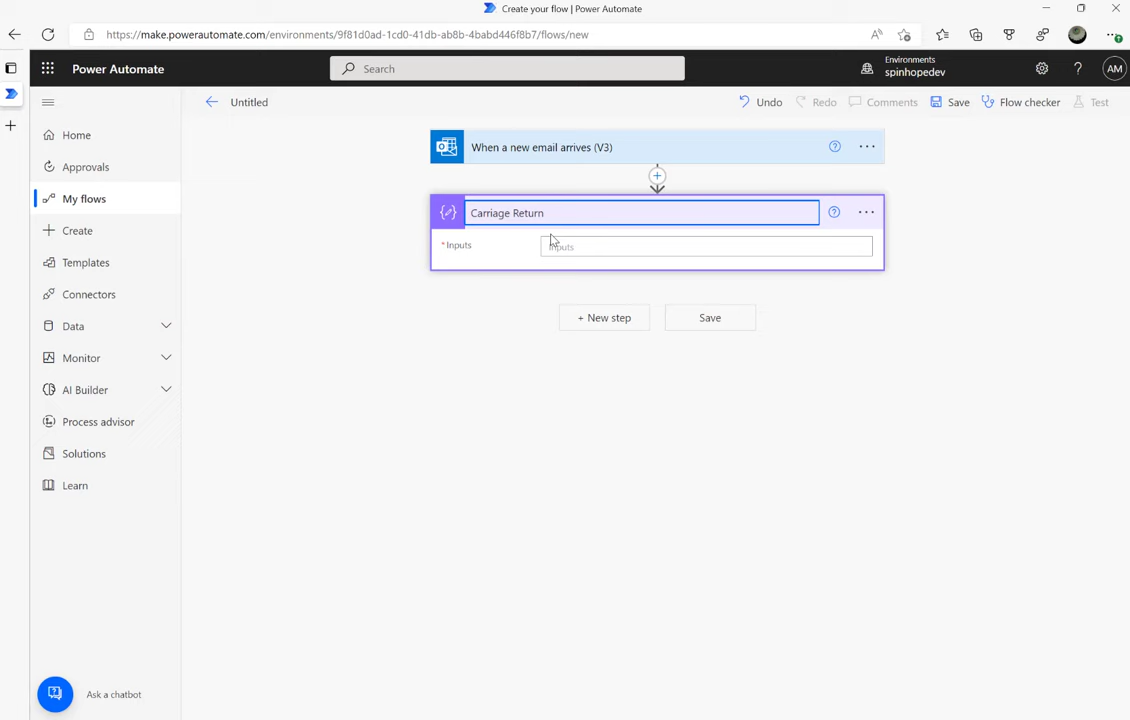 Create your flow | Power Automate
https://make.powerautomate.com/environments/9f81d0ad-1cd0-41db-ab8b-4babd446f8b7/flows/new
Power Automate
Search
Environments
spinhopedev
AM
Untitled
Undo
Redo
Comments
Save
Flow checker
Test
Home
Approvals
My flows
Create
Templates
Connectors
Data
Monitor
AI Builder
Process advisor
Solutions
Learn
When a new email arrives (V3)
Carriage Return
* Inputs
Inputs
+ New step
Save
Ask a chatbot